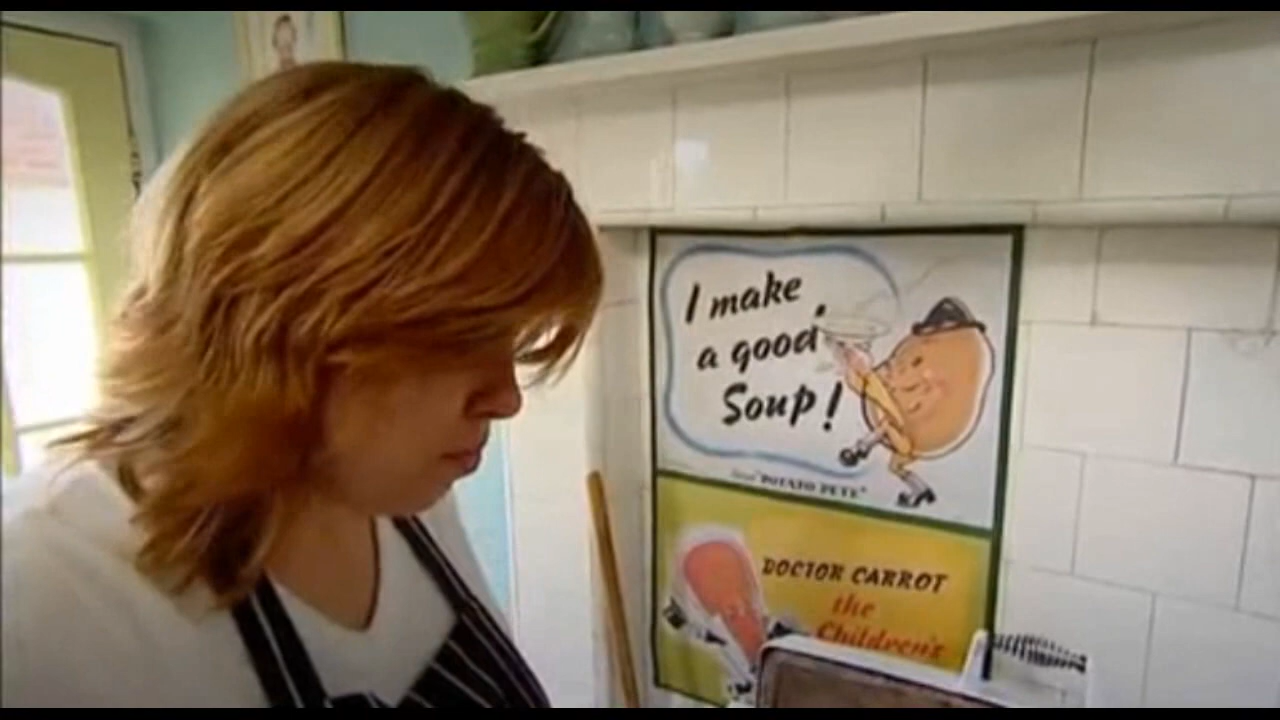 I make
a good
Soup!
"POTATO PETE"
DOCTOR CARROT
the
Children's